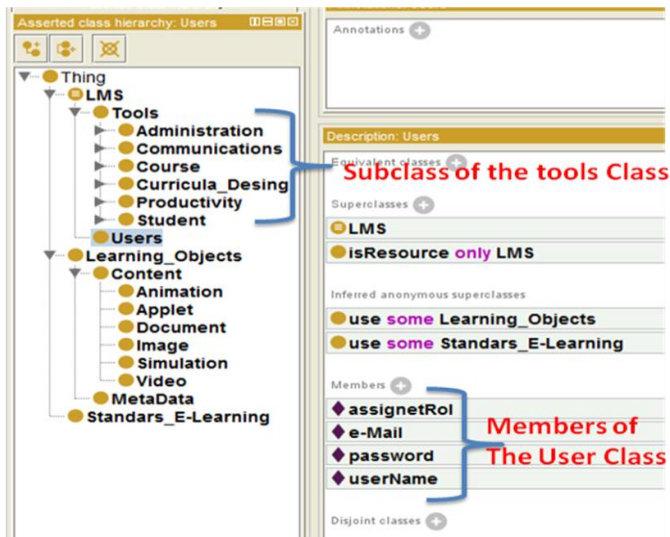 Asserted class hierarchy: Users
Thing
LMS
Tools
Administration
Communications
Course
Curricula_Desing
Productivity
Student
Users
Learning_Objects
Content
Animation
Applet
Document
Image
Simulation
Video
MetaData
Standars_E-Learning
Annotations
Description: Users
Equivalent classes
Subclass of the tools Class
Superclasses
LMS
isResource only LMS
Inferred anonymous superclasses
use some Learning_Objects
use some Standars_E-Learning
Members
assignetRol
e-Mail
password
userName
Members of
The User Class
Disjoint classes